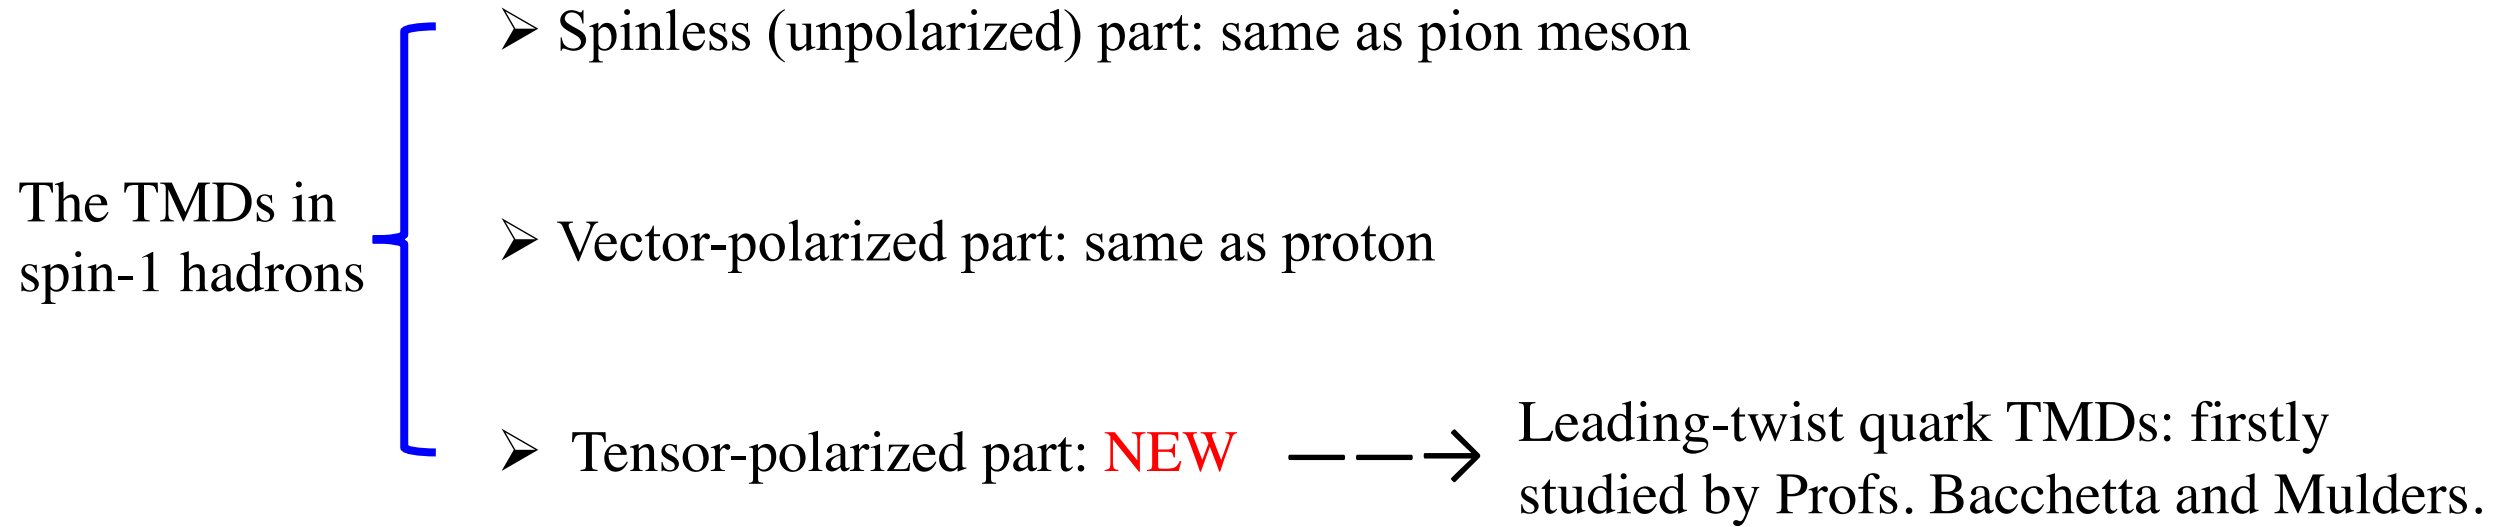 The TMDs in
spin-1 hadrons
➢ Spinless (unpolarized) part: same as pion meson
➢ Vector-polarized part: same as proton
➢ Tensor-polarized part: NEW
Leading-twist quark TMDs: firstly
studied by Profs. Bacchetta and Mulders.